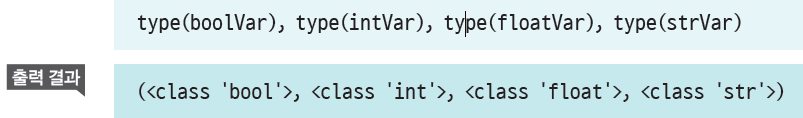 type(boolVar), type(intVar), type(floatVar), type(strVar)
출력 결과
(<class 'bool'>, <class 'int'>, <class 'float'>, <class 'str'>)